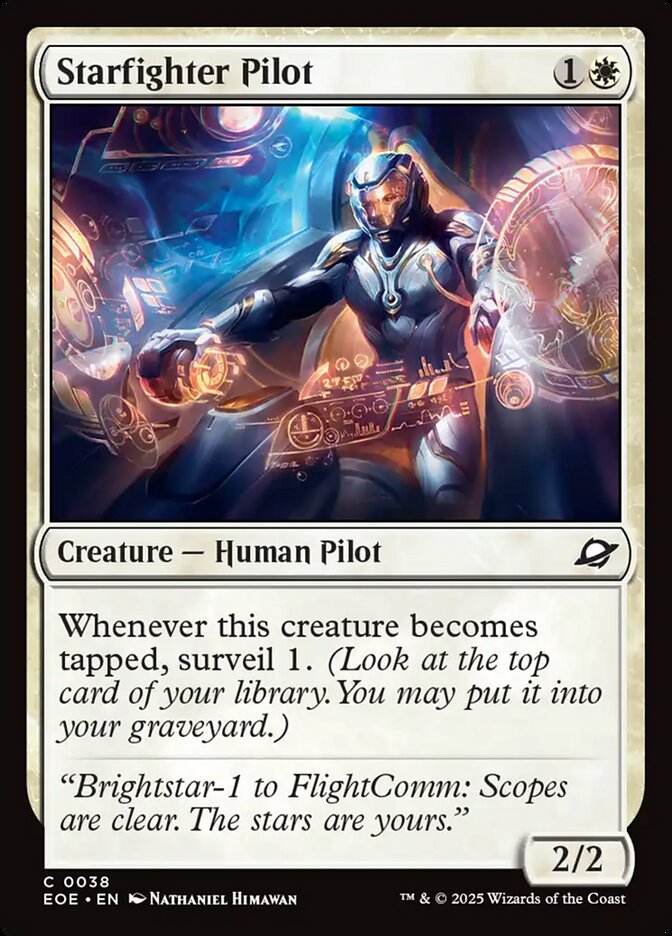 Starfighter Pilot 1
Creature — Human Pilot
Whenever this creature becomes
tapped, surveil 1. (Look at the top
card of your library. You may put it into
your graveyard.)
“Brightstar-1 to FlightComm: Scopes
are clear. The stars are yours.”
2/2
C 0038
EOE • EN Nathaniel Himawan
™ & © 2025 Wizards of the Coast